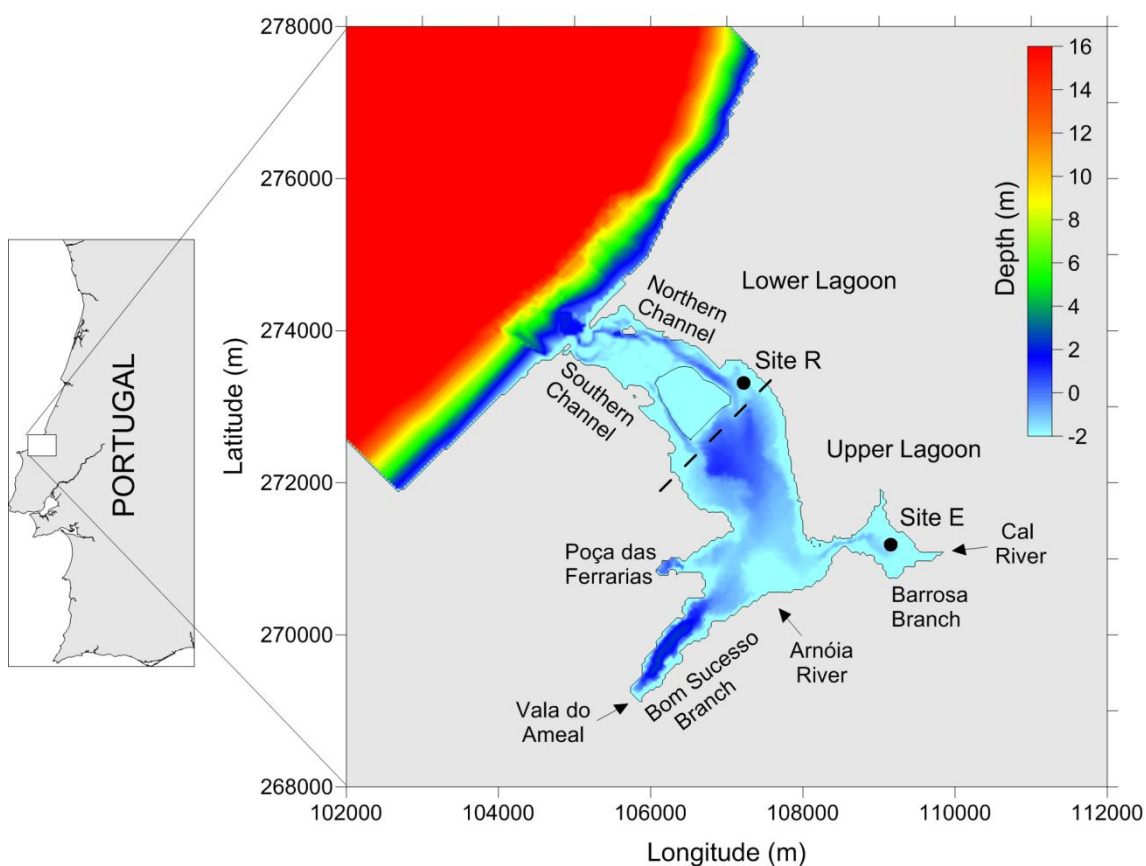 278000
276000
274000
272000
270000
268000
Latitude (m)
102000
104000
106000
108000
110000
112000
Longitude (m)
PORTUGAL
Lower Lagoon
Northern
Channel
Site R
Southern
Channel
Upper Lagoon
Site E
Cal
River
Poça das
Ferrarias
Barrosa
Branch
Arnóia
River
Bom Sucesso
Branch
Vala do
Ameal
Depth (m)
16
14
12
10
8
6
4
2
0
-2